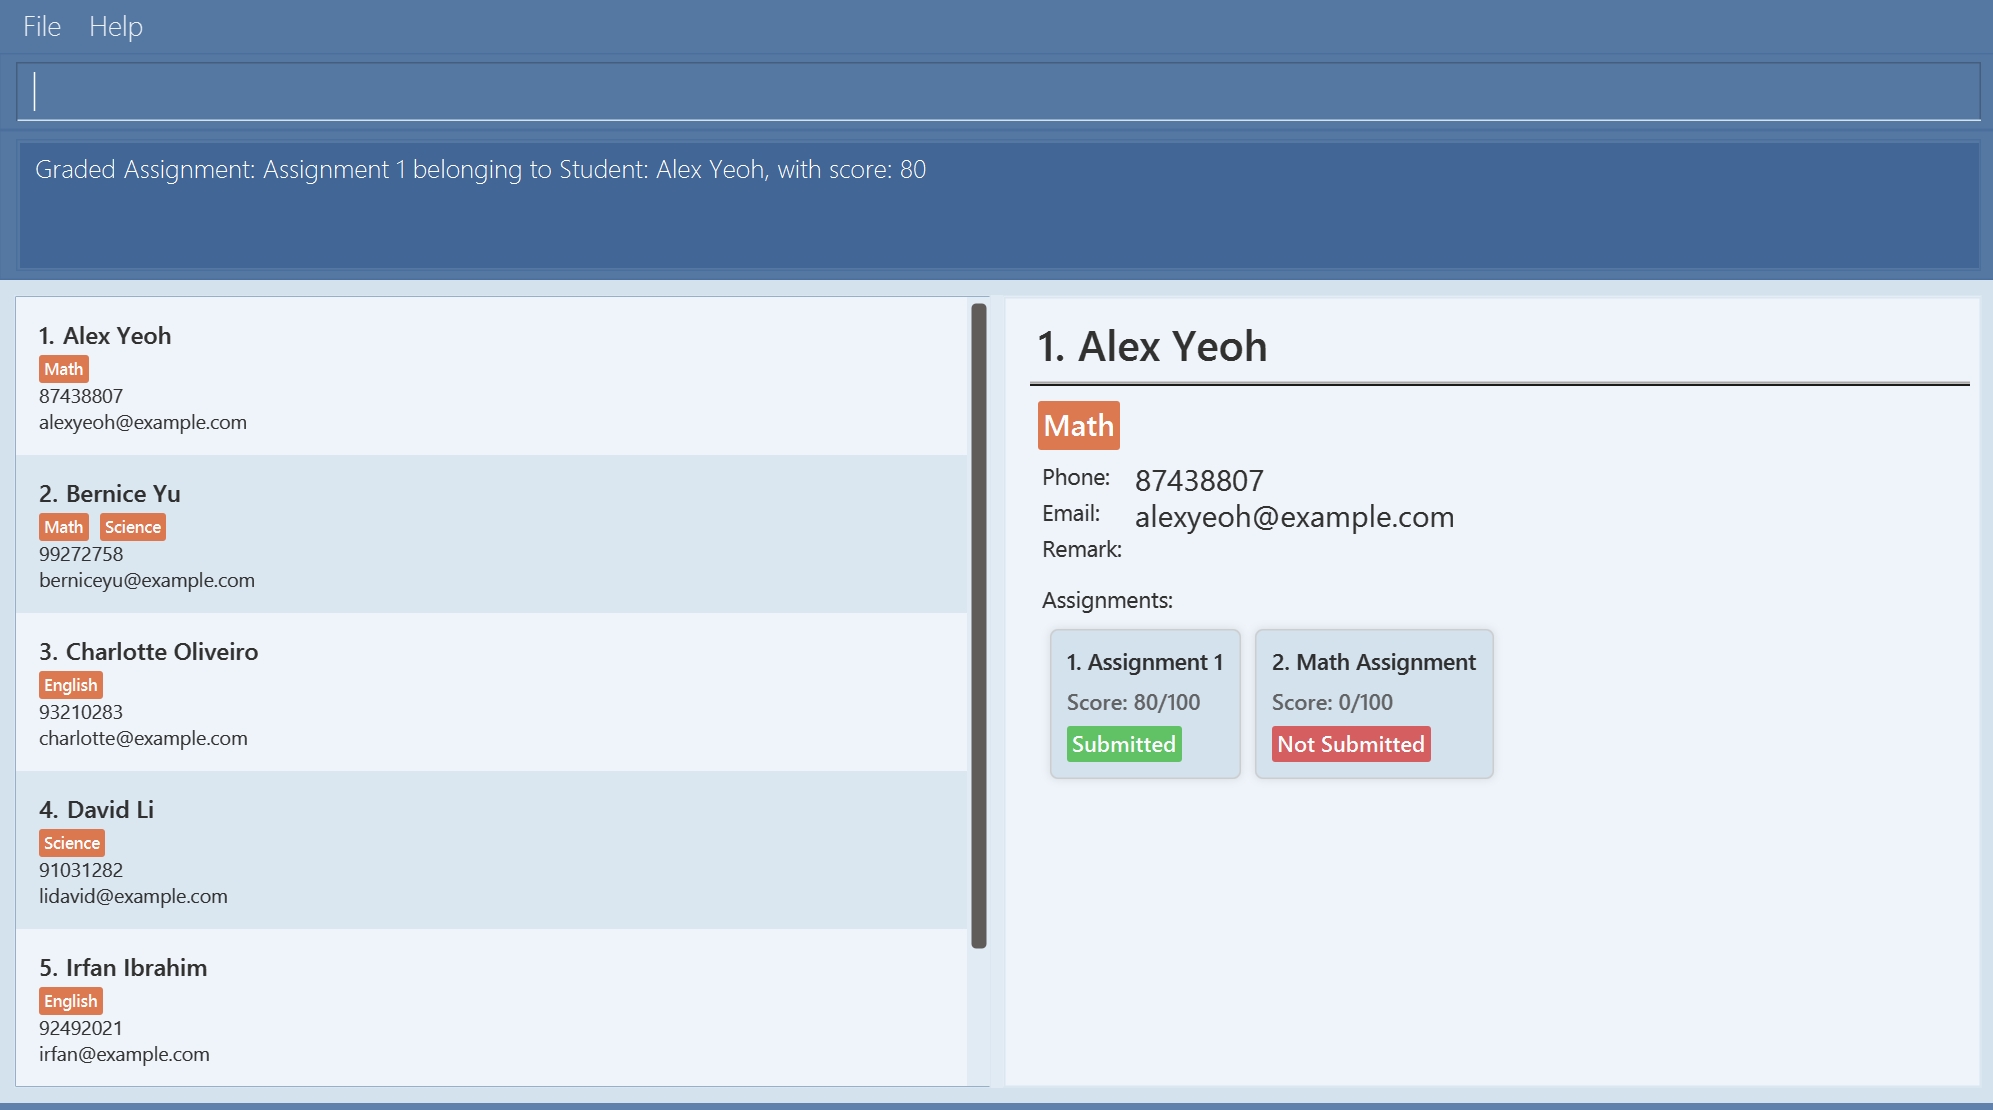 File Help
Graded Assignment: Assignment 1 belonging to Student: Alex Yeoh, with score: 80
1. Alex Yeoh
Math
87438807
alexyeoh@example.com
2. Bernice Yu
Math Science
99272758
berniceyu@example.com
3. Charlotte Oliveiro
English
93210283
charlotte@example.com
4. David Li
Science
91031282
lidavid@example.com
5. Irfan Ibrahim
English
92492021
irfan@example.com
1. Alex Yeoh
Math
Phone: 87438807
Email: alexyeoh@example.com
Remark:
Assignments:
1. Assignment 1
Score: 80/100
Submitted
2. Math Assignment
Score: 0/100
Not Submitted